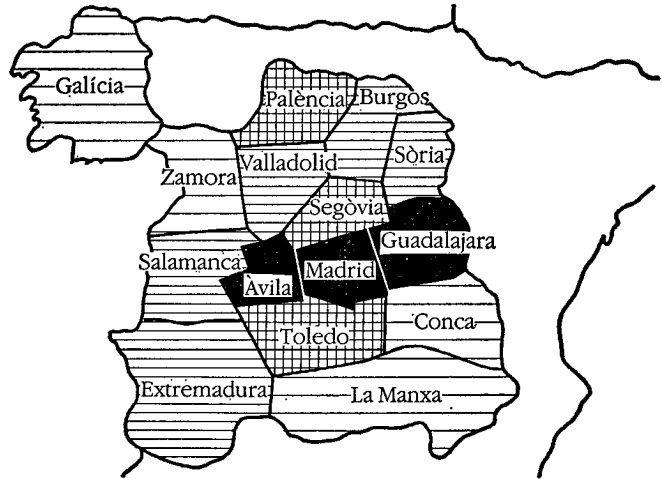 Galícia
Palència
Burgos
Zamora
Valladolid
Sòria
Segòvia
Guadalajara
Salamanca
Àvila
Madrid
Toledo
Conca
Extremadura
La Manxa